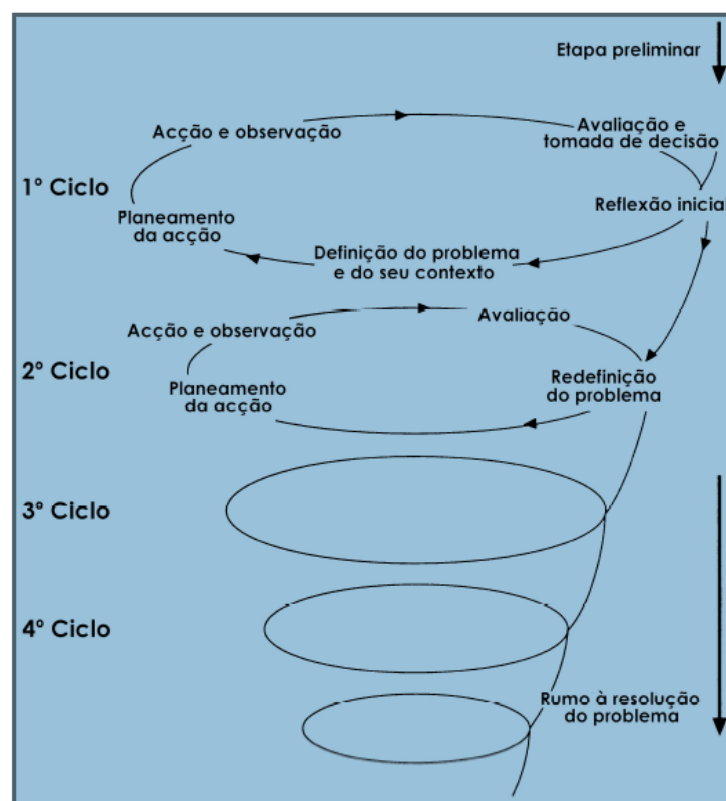 Etapa preliminar
Acção e observação
Avaliação e
tomada de decisão
1º Ciclo
Planeamento
da acção
Reflexão inicial
Definição do problema
e do seu contexto
Acção e observação
Avaliação
2º Ciclo
Planeamento
da acção
Redefinição
do problema
3º Ciclo
4º Ciclo
Rumo à resolução
do problema